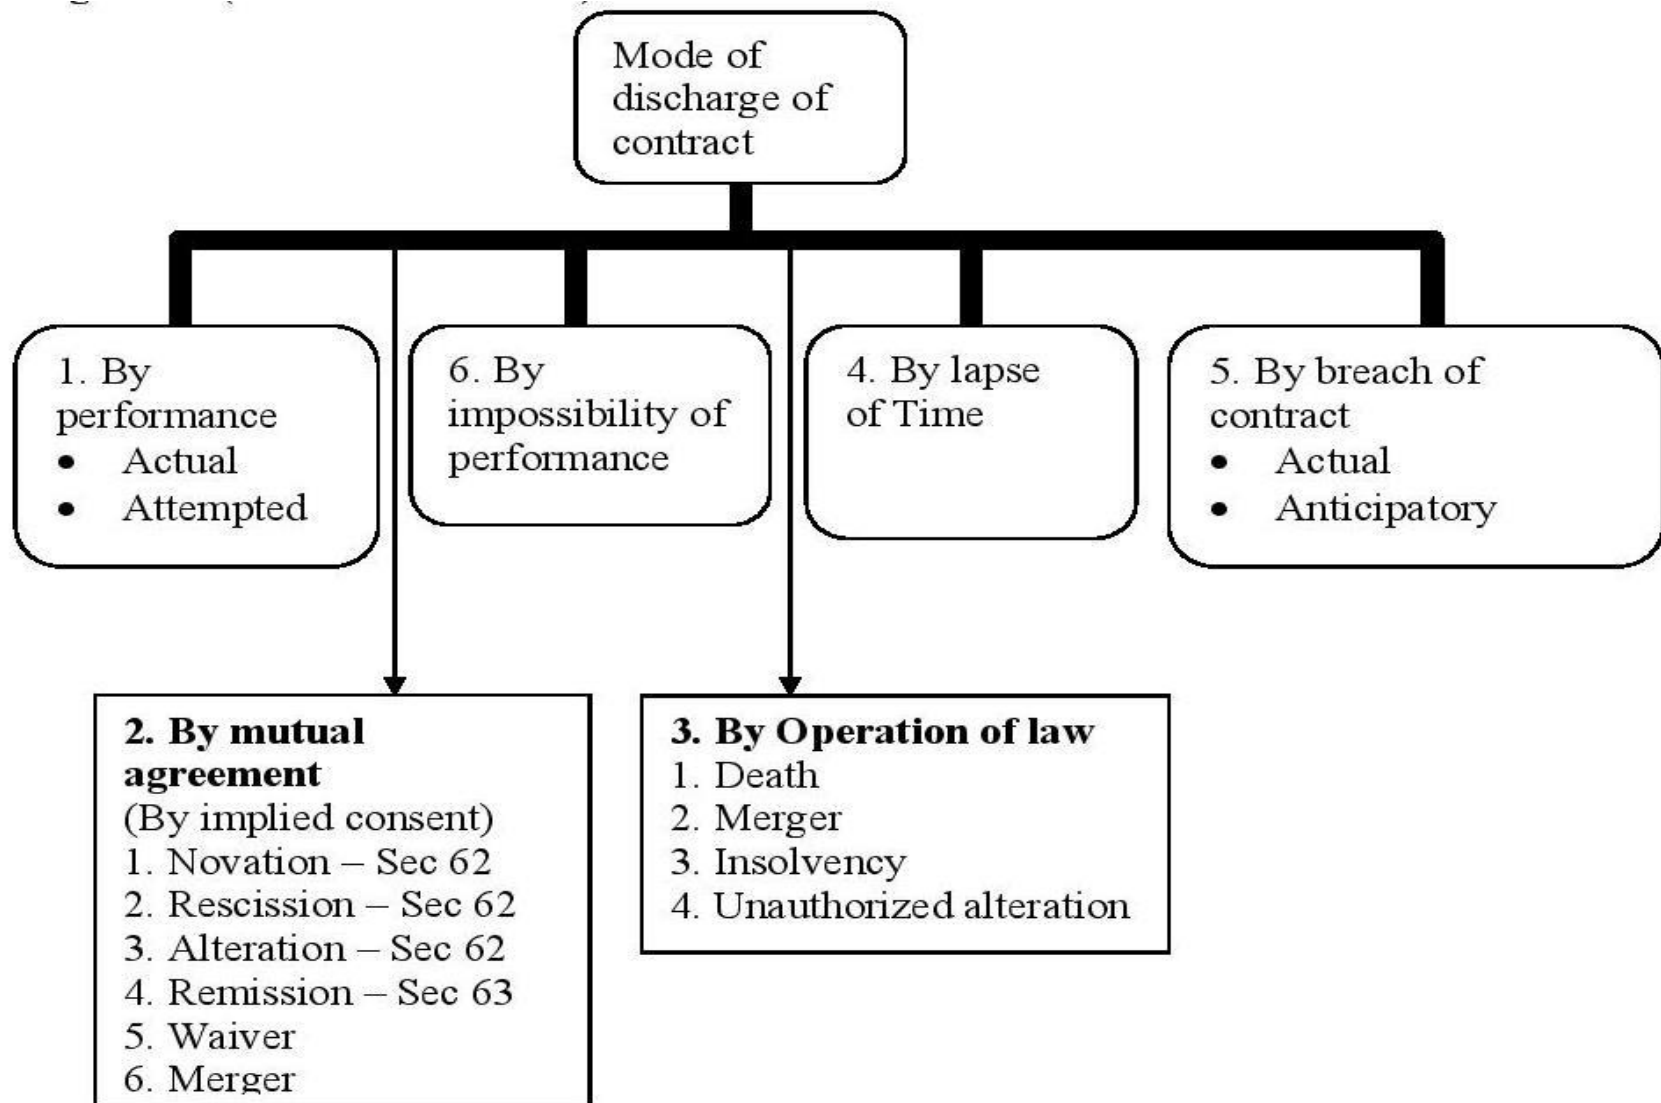 Mode of
discharge of
contract
1. By
performance
• Actual
• Attempted
6. By
impossibility of
performance
4. By lapse
of Time
5. By breach of
contract
• Actual
• Anticipatory
2. By mutual
agreement
(By implied consent)
1. Novation – Sec 62
2. Rescission – Sec 62
3. Alteration – Sec 62
4. Remission – Sec 63
5. Waiver
6. Merger
3. By Operation of law
1. Death
2. Merger
3. Insolvency
4. Unauthorized alteration